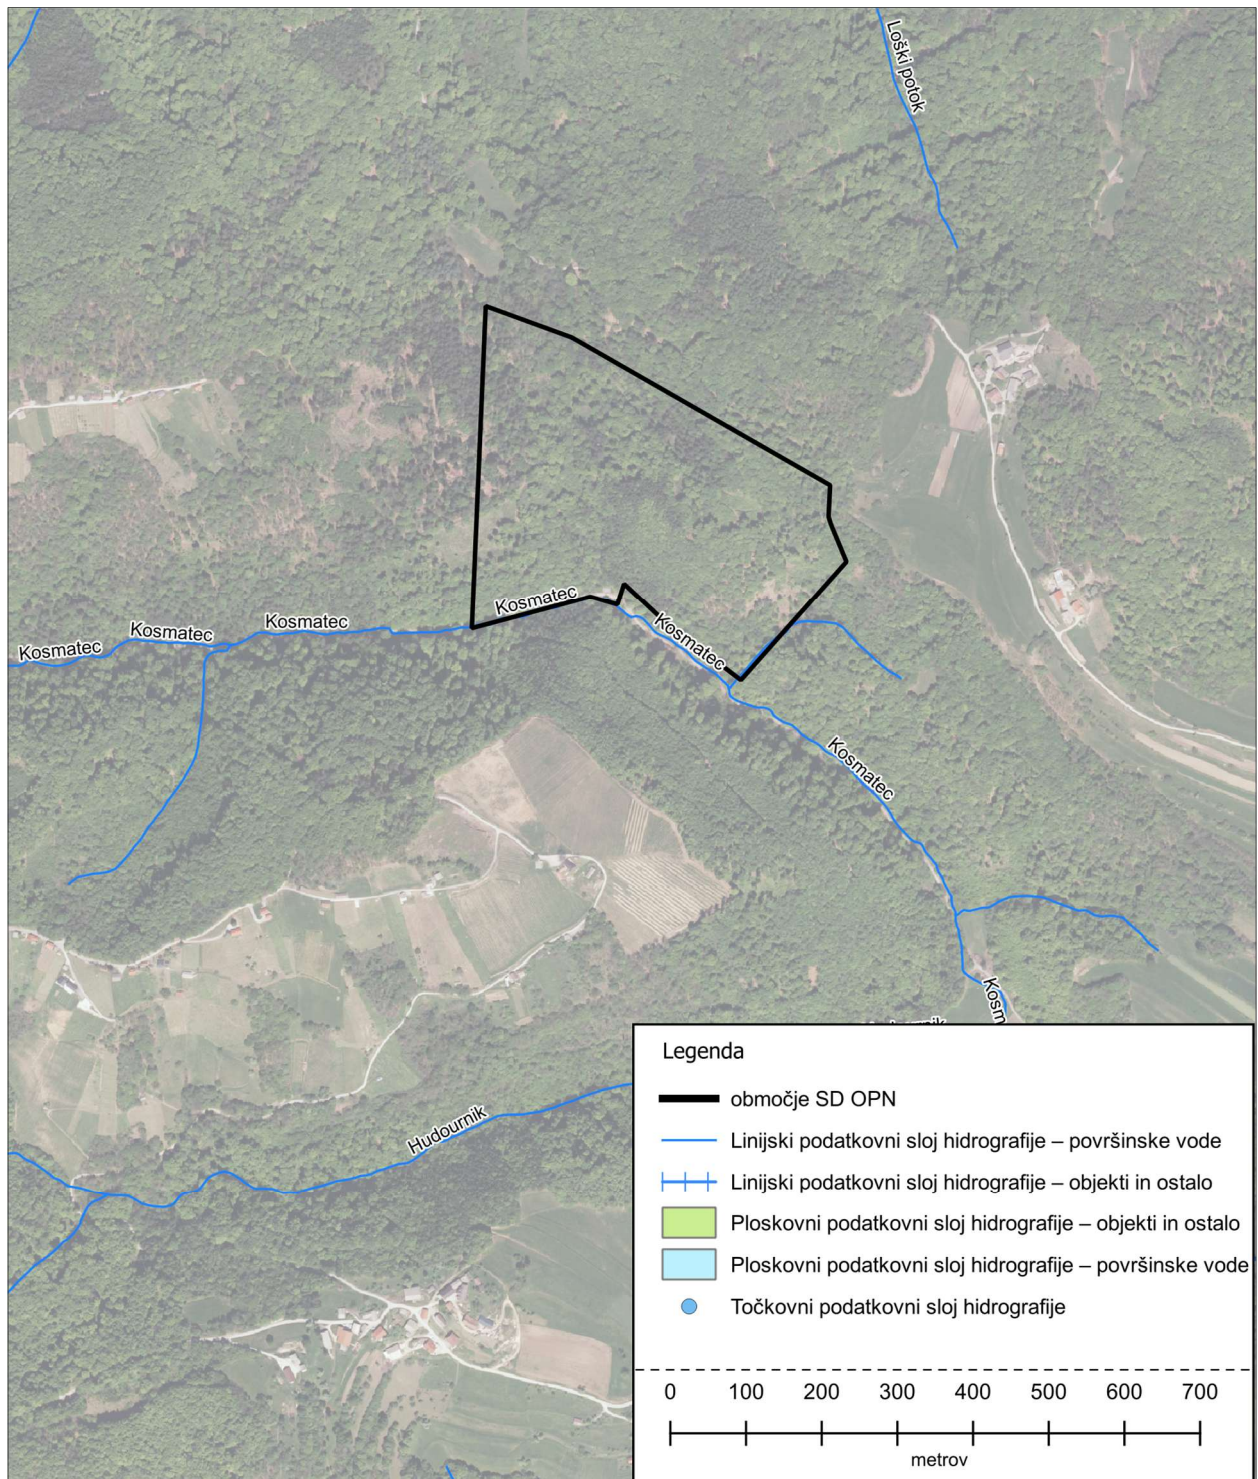 Loški potok
Kosmatec
Kosmatec
Kosmatec
Kosmatec
Kosmatec
Kosmatec
Kosm
Hudournik
Legenda
območje SD OPN
Linijski podatkovni sloj hidrografije – površinske vode
Linijski podatkovni sloj hidrografije – objekti in ostalo
Ploskovni podatkovni sloj hidrografije – objekti in ostalo
Ploskovni podatkovni sloj hidrografije – površinske vode
Točkovni podatkovni sloj hidrografije
0 100 200 300 400 500 600 700
metrov